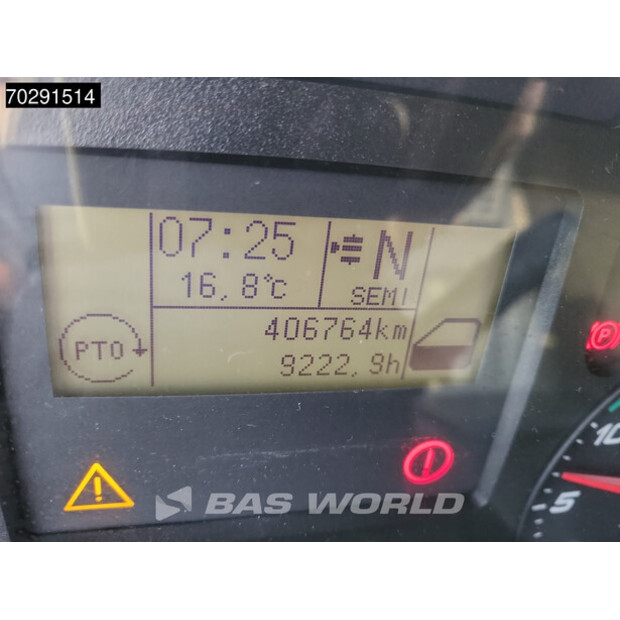 70291514
07:25
N
16,8°C
SEMI
406764km
PTO
9222,9h
P
10
5
BAS WORLD